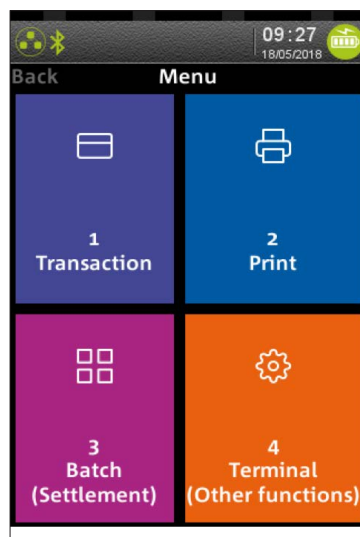 09:27
18/05/2018
Back Menu
1
Transaction
2
Print
3
Batch
(Settlement)
4
Terminal
(Other functions)